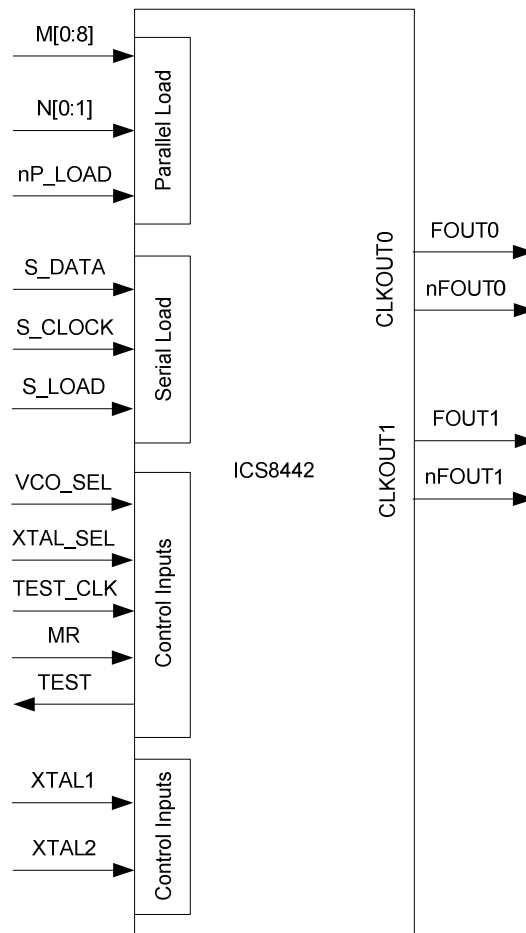 M[0:8]
N[0:1]
nP_LOAD
Parallel Load
S_DATA
S_CLOCK
S_LOAD
Serial Load
VCO_SEL
XTAL_SEL
TEST_CLK
MR
TEST
Control Inputs
XTAL1
XTAL2
Control Inputs
ICS8442
CLKOUT0
FOUT0
nFOUT0
CLKOUT1
FOUT1
nFOUT1